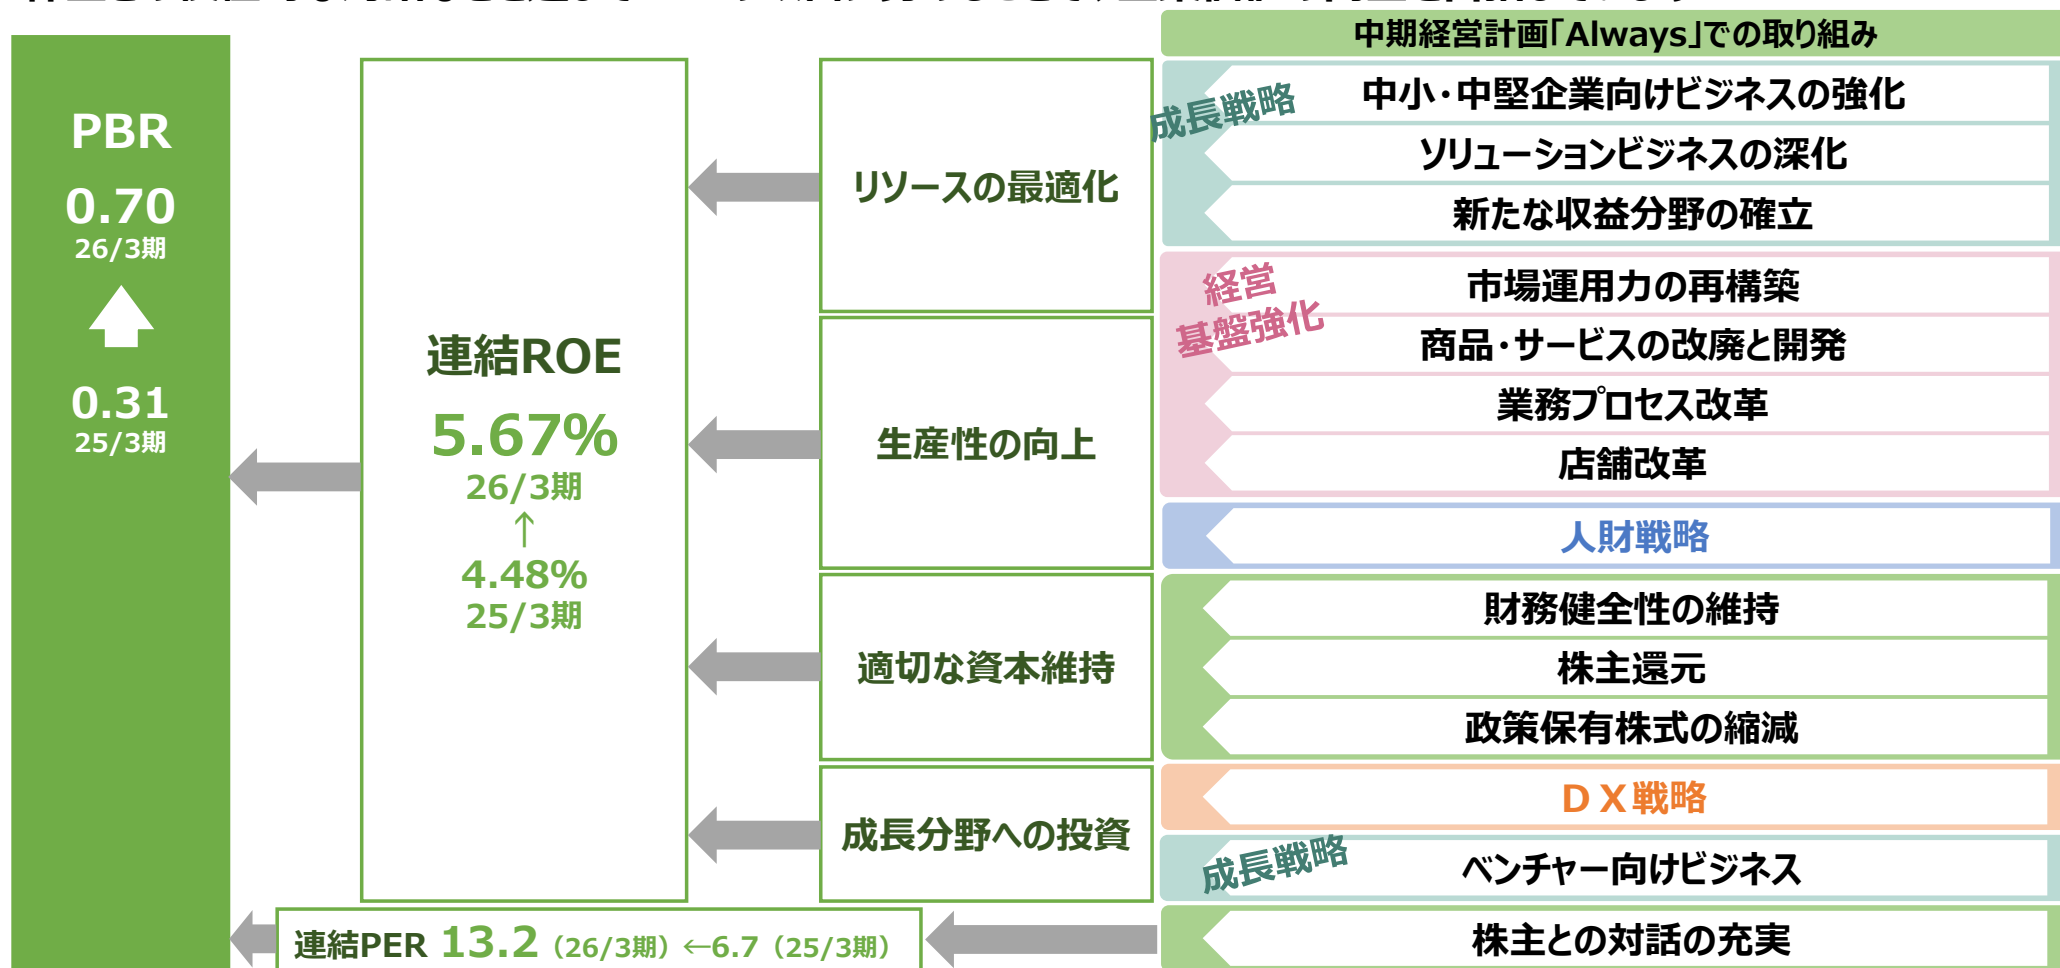 中期経営計画「Always」での取り組み
PBR
0.70
26/3期
0.31
25/3期
連結ROE
5.67%
26/3期
↑
4.48%
25/3期
リソースの最適化
生産性の向上
適切な資本維持
成長分野への投資
成長戦略
中小・中堅企業向けビジネスの強化
ソリューションビジネスの深化
新たな収益分野の確立
経営
基盤強化
市場運用力の再構築
商品・サービスの改廃と開発
業務プロセス改革
店舗改革
人財戦略
財務健全性の維持
株主還元
政策保有株式の縮減
DX戦略
成長戦略
ベンチャー向けビジネス
連結PER 13.2（26/3期）←6.7（25/3期）
株主との対話の充実